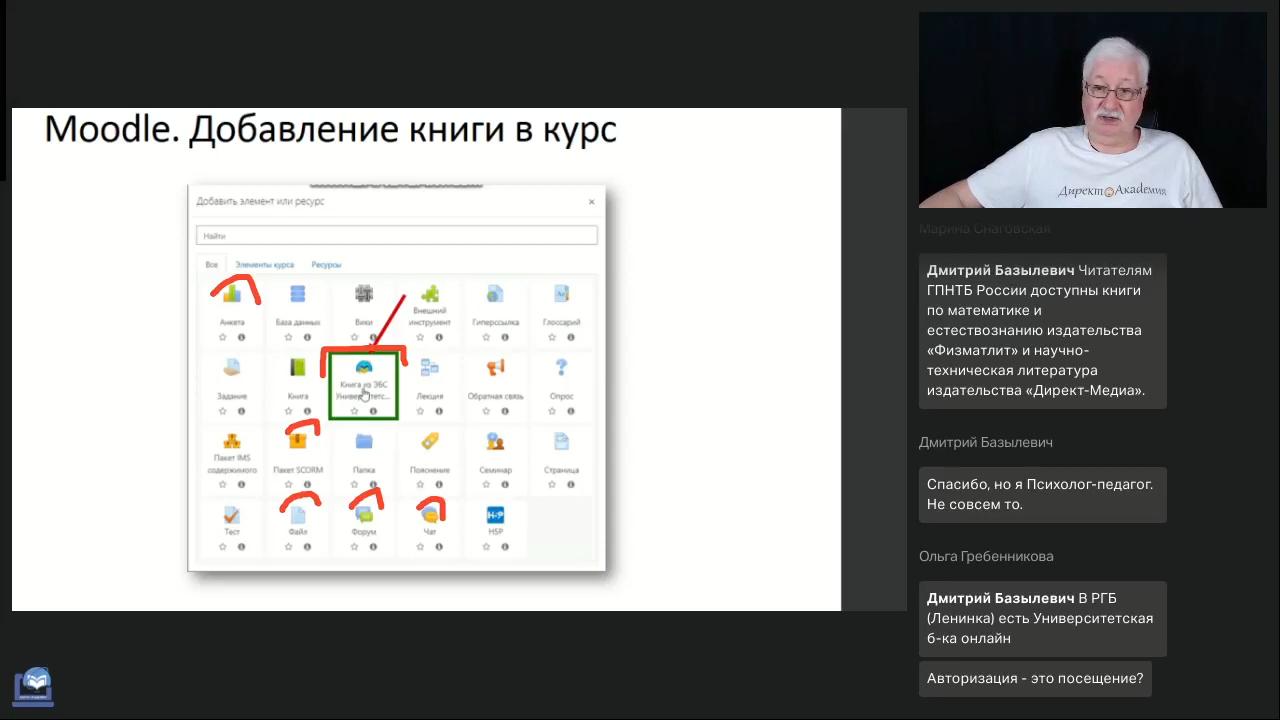 Moodle. Добавление книги в курс
Добавить элемент или ресурс
×
Найти
Все Элементы курса Ресурсы
Анкета База данных Вики Внешний инструмент Гиперссылка Глоссарий
Задание Книга Книга из ЭБС Университетс... Лекция Обратная связь Опрос
Пакет IMS содержимого Пакет SCORM Папка Пояснение Семинар Страница
Тест Файл Форум Чат H5P
ДиректАкадемия
Марина Снаговская
Дмитрий Базылевич Читателям
ГПНТБ России доступны книги
по математике и
естествознанию издательства
«Физматлит» и научно-
техническая литература
издательства «Директ-Медиа».
Дмитрий Базылевич
Спасибо, но я Психолог-педагог.
Не совсем то.
Ольга Гребенникова
Дмитрий Базылевич В РГБ
(Ленинка) есть Университетская
б-ка онлайн
Авторизация - это посещение?